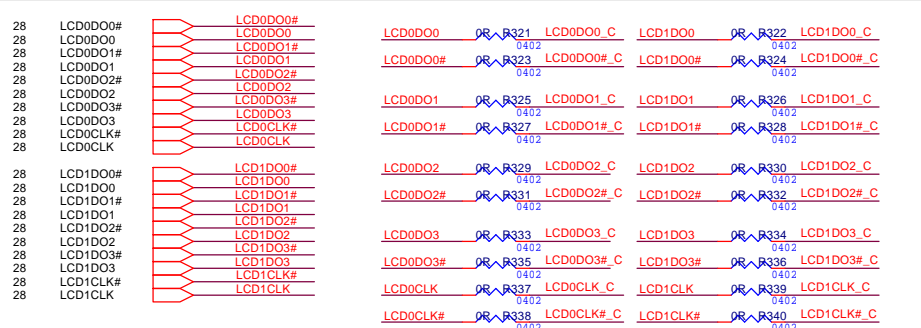 28 LCD0DO0# LCD0DO0#
28 LCD0DO0 LCD0DO0
28 LCD0DO1# LCD0DO1#
28 LCD0DO1 LCD0DO1
28 LCD0DO2# LCD0DO2#
28 LCD0DO2 LCD0DO2
28 LCD0DO3# LCD0DO3#
28 LCD0DO3 LCD0DO3
28 LCD0CLK# LCD0CLK#
28 LCD0CLK LCD0CLK
28 LCD1DO0# LCD1DO0#
28 LCD1DO0 LCD1DO0
28 LCD1DO1# LCD1DO1#
28 LCD1DO1 LCD1DO1
28 LCD1DO2# LCD1DO2#
28 LCD1DO2 LCD1DO2
28 LCD1DO3# LCD1DO3#
28 LCD1DO3 LCD1DO3
28 LCD1CLK# LCD1CLK#
28 LCD1CLK LCD1CLK
LCD0DO0 0R R321 LCD0DO0_C LCD1DO0 0R R322 LCD1DO0_C
0402 0402
LCD0DO0# 0R R323 LCD0DO0#_C LCD1DO0# 0R R324 LCD1DO0#_C
0402 0402
LCD0DO1 0R R325 LCD0DO1_C LCD1DO1 0R R326 LCD1DO1_C
0402 0402
LCD0DO1# 0R R327 LCD0DO1#_C LCD1DO1# 0R R328 LCD1DO1#_C
0402 0402
LCD0DO2 0R R329 LCD0DO2_C LCD1DO2 0R R330 LCD1DO2_C
0402 0402
LCD0DO2# 0R R331 LCD0DO2#_C LCD1DO2# 0R R332 LCD1DO2#_C
0402 0402
LCD0DO3 0R R333 LCD0DO3_C LCD1DO3 0R R334 LCD1DO3_C
0402 0402
LCD0DO3# 0R R335 LCD0DO3#_C LCD1DO3# 0R R336 LCD1DO3#_C
0402 0402
LCD0CLK 0R R337 LCD0CLK_C LCD1CLK 0R R339 LCD1CLK_C
0402 0402
LCD0CLK# 0R R338 LCD0CLK#_C LCD1CLK# 0R R340 LCD1CLK#_C
0402 0402